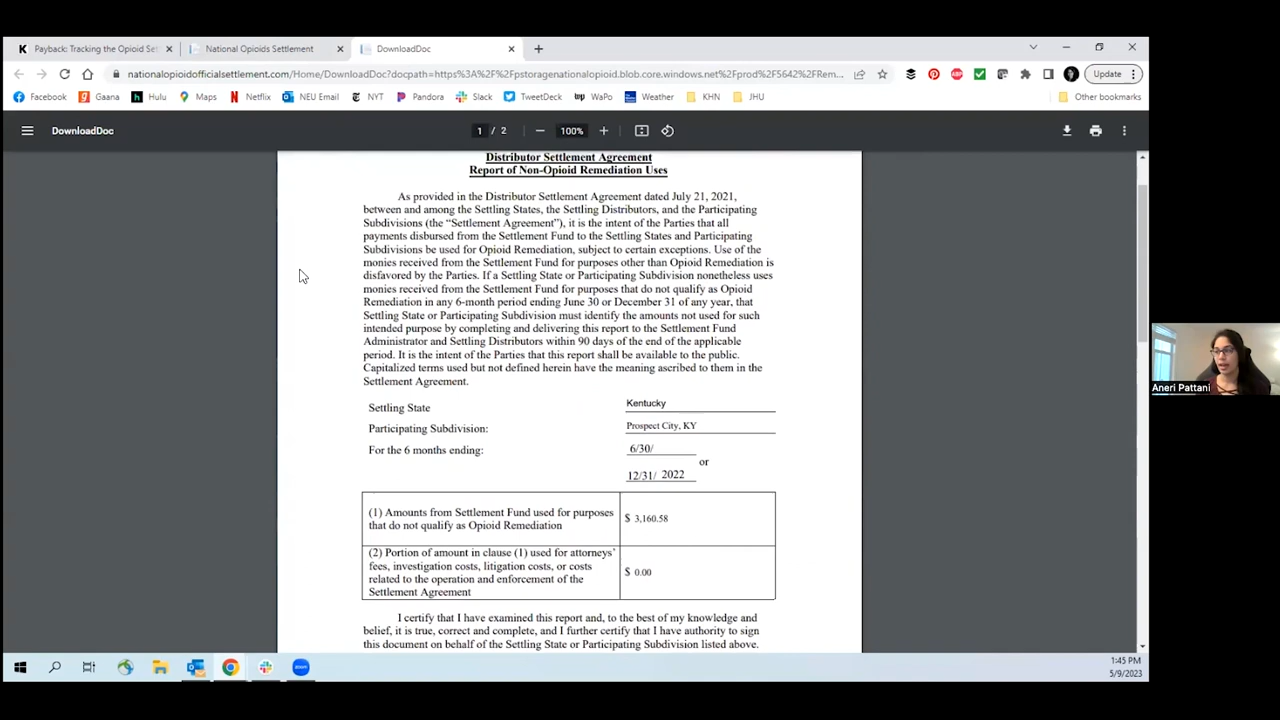 Payback: Tracking the Opioid Set
National Opioids Settlement
DownloadDoc
nationalopioidofficialsettlement.com/Home/DownloadDoc?docpath=https%3A%2F%2Fpstoragenationalopioid.blob.core.windows.net%2Fprod%2F5642%2FRem...
Update
Facebook
Gaana
Hulu
Maps
Netflix
NEU Email
NYT
Pandora
Slack
TweetDeck
wp WaPo
Weather
KHN
JHU
Other bookmarks
DownloadDoc
1 / 2
100%
Distributor Settlement Agreement
Report of Non-Opioid Remediation Uses
As provided in the Distributor Settlement Agreement dated July 21, 2021,
between and among the Settling States, the Settling Distributors, and the Participating
Subdivisions (the “Settlement Agreement”), it is the intent of the Parties that all
payments disbursed from the Settlement Fund to the Settling States and Participating
Subdivisions be used for Opioid Remediation, subject to certain exceptions. Use of the
monies received from the Settlement Fund for purposes other than Opioid Remediation is
disfavored by the Parties. If a Settling State or Participating Subdivision nonetheless uses
monies received from the Settlement Fund for purposes that do not qualify as Opioid
Remediation in any 6-month period ending June 30 or December 31 of any year, that
Settling State or Participating Subdivision must identify the amounts not used for such
intended purpose by completing and delivering this report to the Settlement Fund
Administrator and Settling Distributors within 90 days of the end of the applicable
period. It is the intent of the Parties that this report shall be available to the public.
Capitalized terms used but not defined herein have the meaning ascribed to them in the
Settlement Agreement.
Settling State
Kentucky
Participating Subdivision:
Prospect City, KY
For the 6 months ending:
6/30/
or
12/31/ 2022
(1) Amounts from Settlement Fund used for purposes
that do not qualify as Opioid Remediation
$ 3,160.58
(2) Portion of amount in clause (1) used for attorneys’
fees, investigation costs, litigation costs, or costs
related to the operation and enforcement of the
Settlement Agreement
$ 0.00
I certify that I have examined this report and, to the best of my knowledge and
belief, it is true, correct and complete, and I further certify that I have authority to sign
this document on behalf of the Settling State or Participating Subdivision listed above.
Aneri Pattani
1:45 PM
5/9/2023